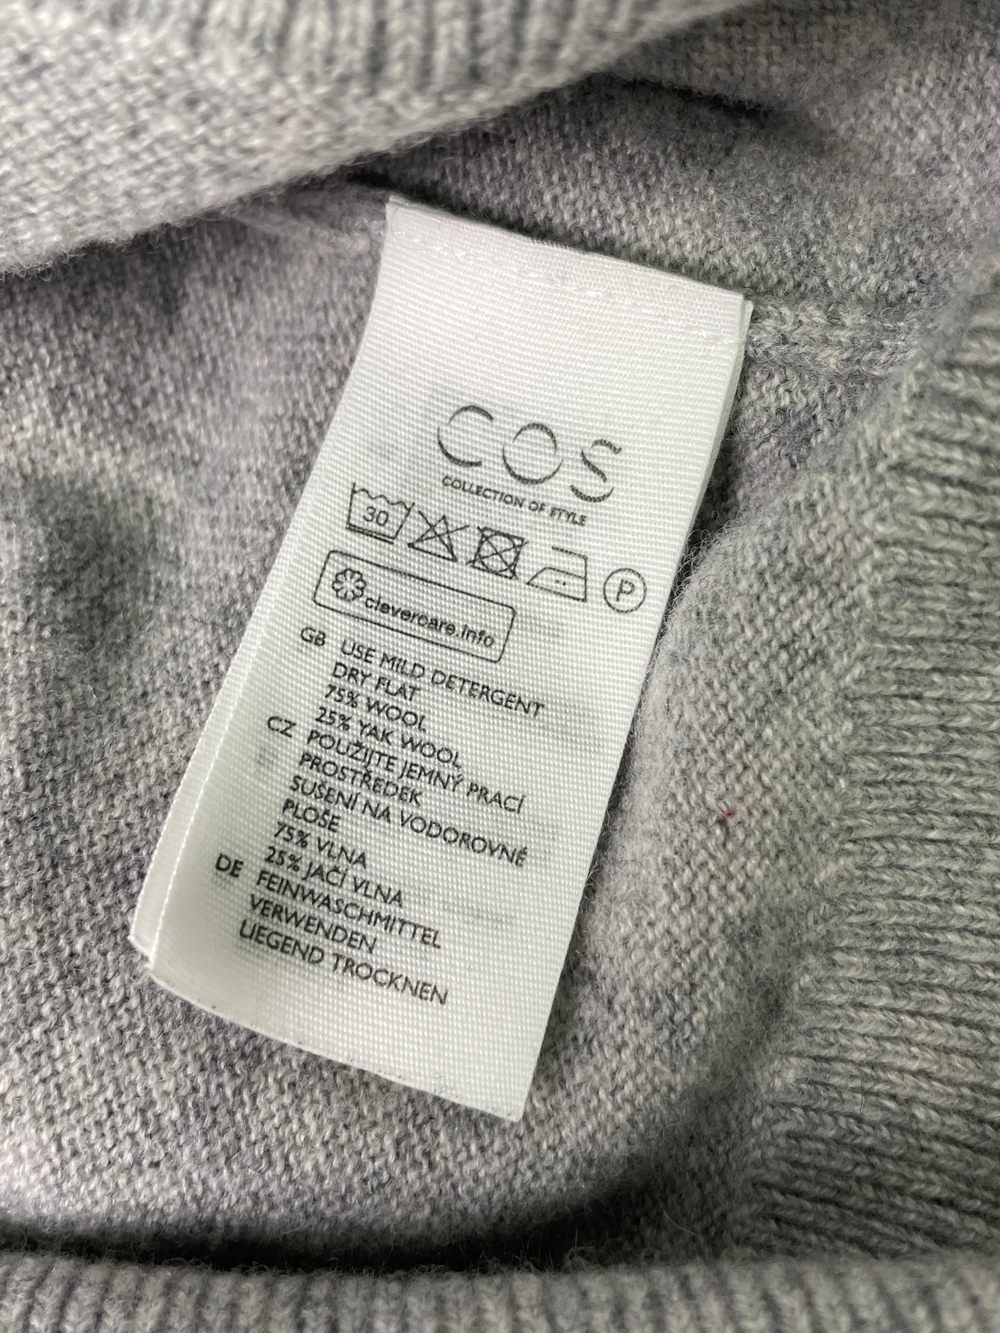 COS
COLLECTION OF STYLE
30
P
clevercare.info
GB USE MILD DETERGENT
DRY FLAT
75% WOOL
25% YAK WOOL
CZ POUŽIJTE JEMNÝ PRACÍ
PROSTŘEDEK
SUŠENÍ NA VODOROVNÉ
PLOŠE
75% VLNA
25% JAČÍ VLNA
DE FEINWASCHMITTEL
VERWENDEN
LIEGEND TROCKNEN